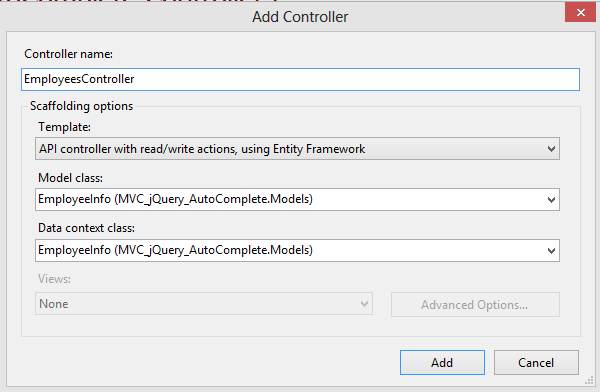 Add Controller
Controller name:
EmployeesController
Scaffolding options
Template:
API controller with read/write actions, using Entity Framework
Model class:
EmployeeInfo (MVC_jQuery_AutoComplete.Models)
Data context class:
EmployeeInfo (MVC_jQuery_AutoComplete.Models)
Views:
None
Advanced Options...
Add
Cancel